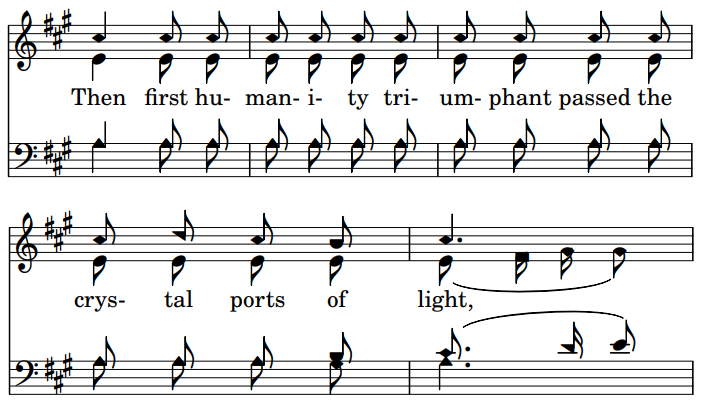 Then first hu- man- i- ty tri- um- phant passed the
crys- tal ports of light,